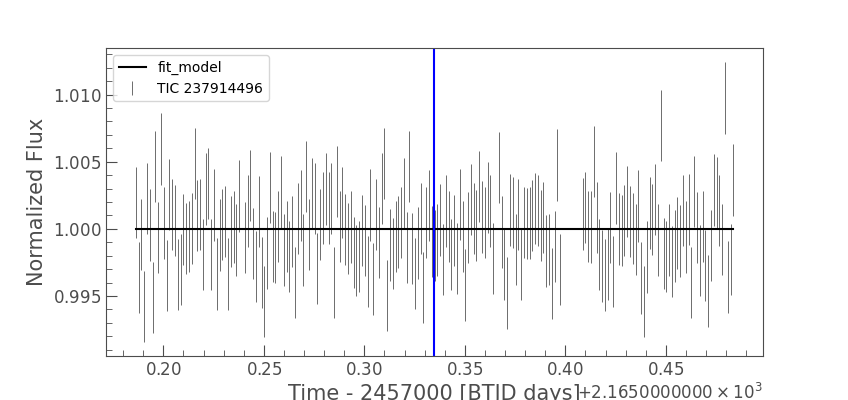 fit_model
TIC 237914496
Normalized Flux
1.010
1.005
1.000
0.995
0.20
0.25
0.30
0.35
0.40
0.45
Time - 2457000 [BTJD days]
+2.1650000000 × 10³